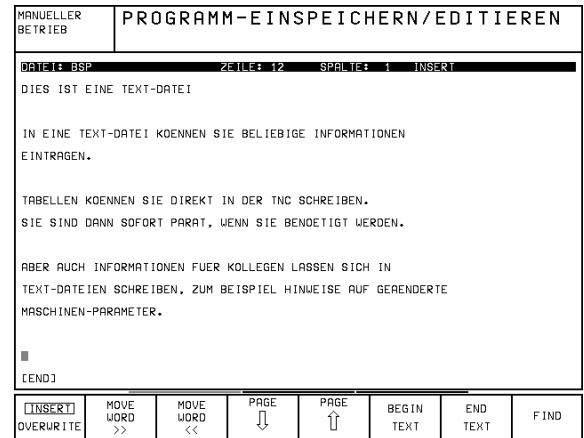 MANUELLER
BETRIEB
PROGRAMM-EINSPEICHERN/EDITIEREN
DATEI: BSP ZEILE: 12 SPALTE: 1 INSERT
DIES IST EINE TEXT-DATEI
IN EINE TEXT-DATEI KOENNEN SIE BELIEBIGE INFORMATIONEN
EINTRAGEN.
TABELLEN KOENNEN SIE DIREKT IN DER TNC SCHREIBEN.
SIE SIND DANN SOFORT PARAT, WENN SIE BENOETIGT WERDEN.
ABER AUCH INFORMATIONEN FUER KOLLEGEN LASSEN SICH IN
TEXT-DATEIEN SCHREIBEN, ZUM BEISPIEL HINWEISE AUF GEAENDERTE
MASCHINEN-PARAMETER.
[END]
INSERT
OVERWRITE
MOVE
WORD
>>
MOVE
WORD
<<
PAGE
⇩
PAGE
⇧
BEGIN
TEXT
END
TEXT
FIND